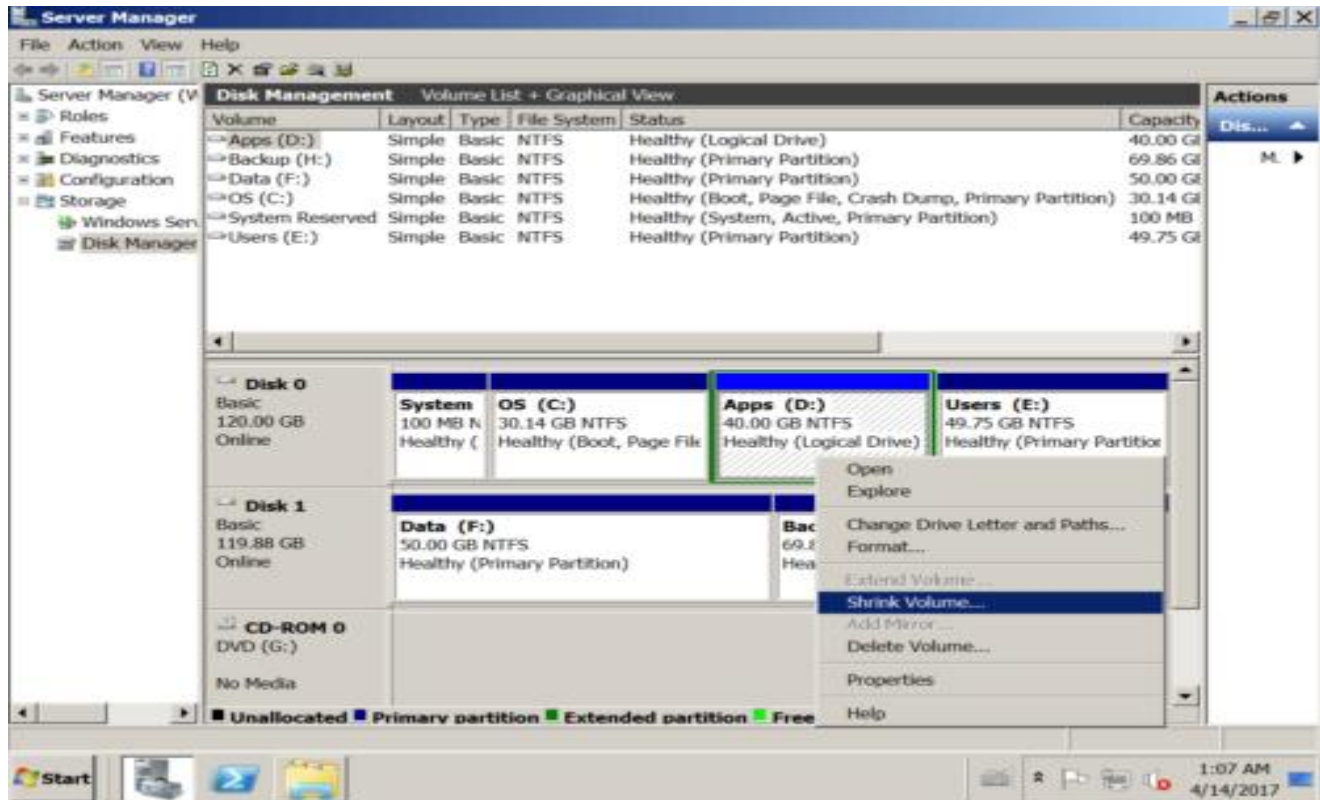 Server Manager
File Action View Help
Server Manager (V
Roles
Features
Diagnostics
Configuration
Storage
Windows Serv
Disk Manager
Disk Management Volume List + Graphical View
Volume Layout Type File System Status Capacity
Apps (D:) Simple Basic NTFS Healthy (Logical Drive) 40.00 GB
Backup (H:) Simple Basic NTFS Healthy (Primary Partition) 69.86 GB
Data (F:) Simple Basic NTFS Healthy (Primary Partition) 50.00 GB
OS (C:) Simple Basic NTFS Healthy (Boot, Page File, Crash Dump, Primary Partition) 30.14 GB
System Reserved Simple Basic NTFS Healthy (System, Active, Primary Partition) 100 MB
Users (E:) Simple Basic NTFS Healthy (Primary Partition) 49.75 GB
Actions
Dis...
M.
Disk 0
Basic
120.00 GB
Online
System
100 MB N
Healthy (
OS (C:)
30.14 GB NTFS
Healthy (Boot, Page File
Apps (D:)
40.00 GB NTFS
Healthy (Logical Drive)
Users (E:)
49.75 GB NTFS
Healthy (Primary Partition
Disk 1
Basic
119.88 GB
Online
Data (F:)
50.00 GB NTFS
Healthy (Primary Partition)
Bac
69.8
Hea
CD-ROM 0
DVD (G:)
No Media
Open
Explore
Change Drive Letter and Paths...
Format...
Extend Volume...
Shrink Volume...
Add Mirror...
Delete Volume...
Properties
Help
Unallocated Primary partition Extended partition Free
Start
1:07 AM
4/14/2017